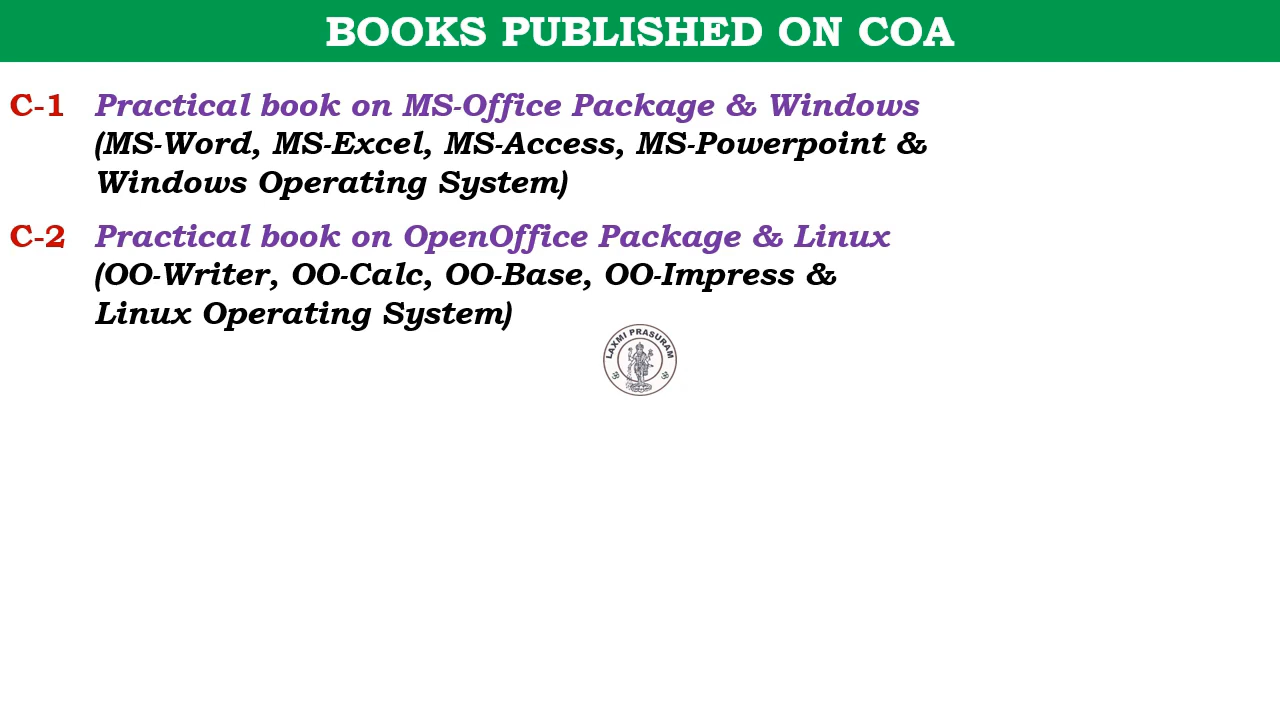 BOOKS PUBLISHED ON COA
C-1 Practical book on MS-Office Package & Windows
(MS-Word, MS-Excel, MS-Access, MS-Powerpoint &
Windows Operating System)
C-2 Practical book on OpenOffice Package & Linux
(OO-Writer, OO-Calc, OO-Base, OO-Impress &
Linux Operating System)
LAXMI PRASURAM